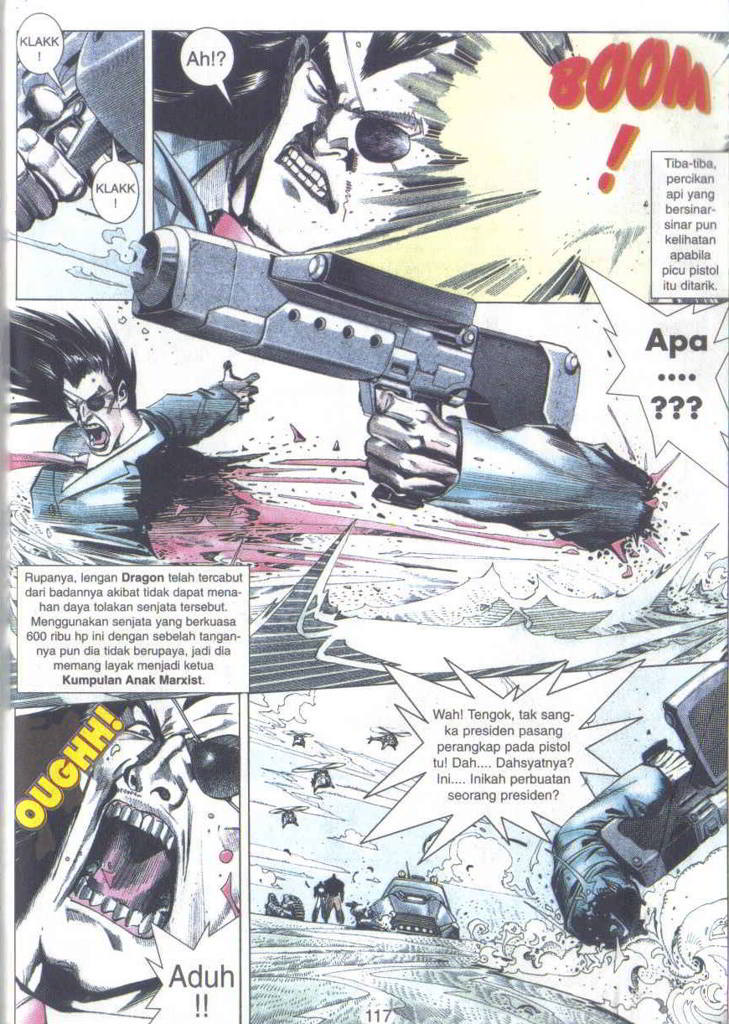 KLAKK
!
Ah!?
BOOM
!
KLAKK
!
Tiba-tiba,
percikan
api yang
bersinar-
sinar pun
kelihatan
apabila
picu pistol
itu ditarik.
Apa
....
???
Rupanya, lengan Dragon telah tercabut
dari badannya akibat tidak dapat mena-
han daya tolakan senjata tersebut.
Menggunakan senjata yang berkuasa
600 ribu hp ini dengan sebelah tangan-
nya pun dia tidak berupaya, jadi dia
memang layak menjadi ketua
Kumpulan Anak Marxist.
OUGHH!
Aduh
!!
Wah! Tengok, tak sang-
ka presiden pasang
perangkap pada pistol
tu! Dah.... Dahsyatnya?
Ini.... Inikah perbuatan
seorang presiden?
117